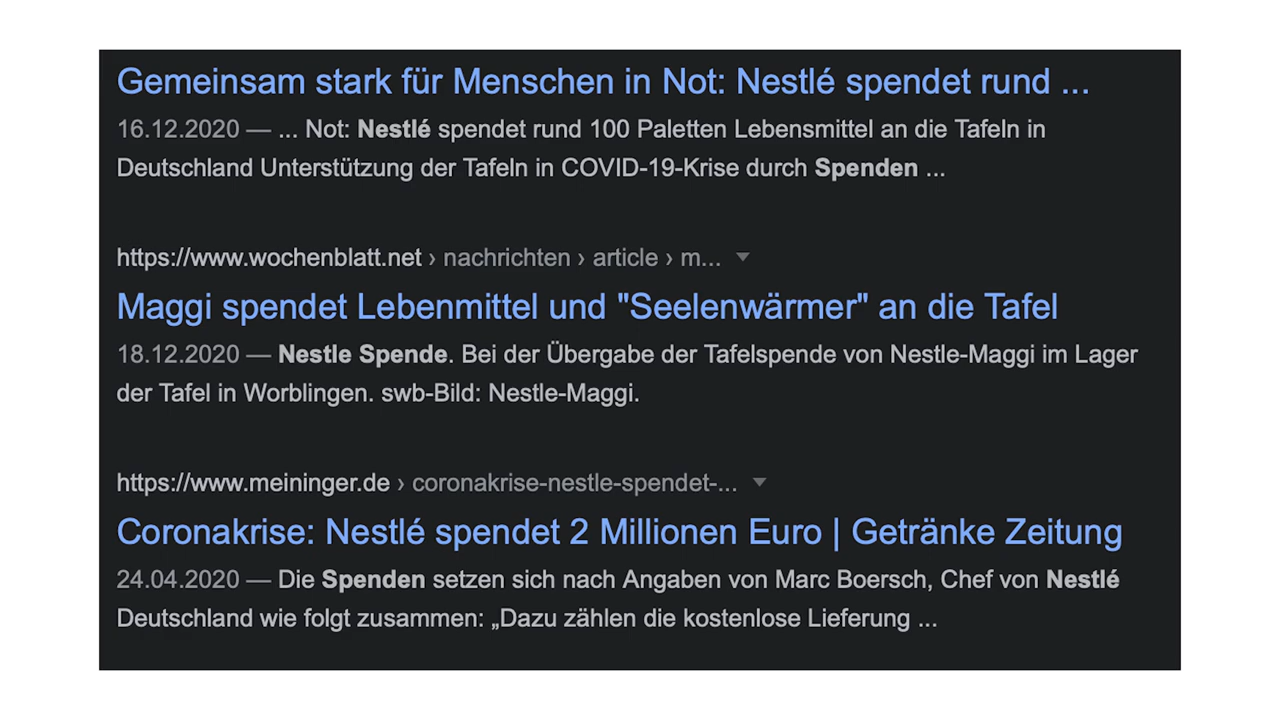 Gemeinsam stark für Menschen in Not: Nestlé spendet rund ...
16.12.2020 — ... Not: Nestlé spendet rund 100 Paletten Lebensmittel an die Tafeln in
Deutschland Unterstützung der Tafeln in COVID-19-Krise durch Spenden ...
https://www.wochenblatt.net › nachrichten › article › m...
Maggi spendet Lebenmittel und "Seelenwärmer" an die Tafel
18.12.2020 — Nestle Spende. Bei der Übergabe der Tafelspende von Nestle-Maggi im Lager
der Tafel in Worblingen. swb-Bild: Nestle-Maggi.
https://www.meininger.de › coronakrise-nestle-spendet-...
Coronakrise: Nestlé spendet 2 Millionen Euro | Getränke Zeitung
24.04.2020 — Die Spenden setzen sich nach Angaben von Marc Boersch, Chef von Nestlé
Deutschland wie folgt zusammen: „Dazu zählen die kostenlose Lieferung ...